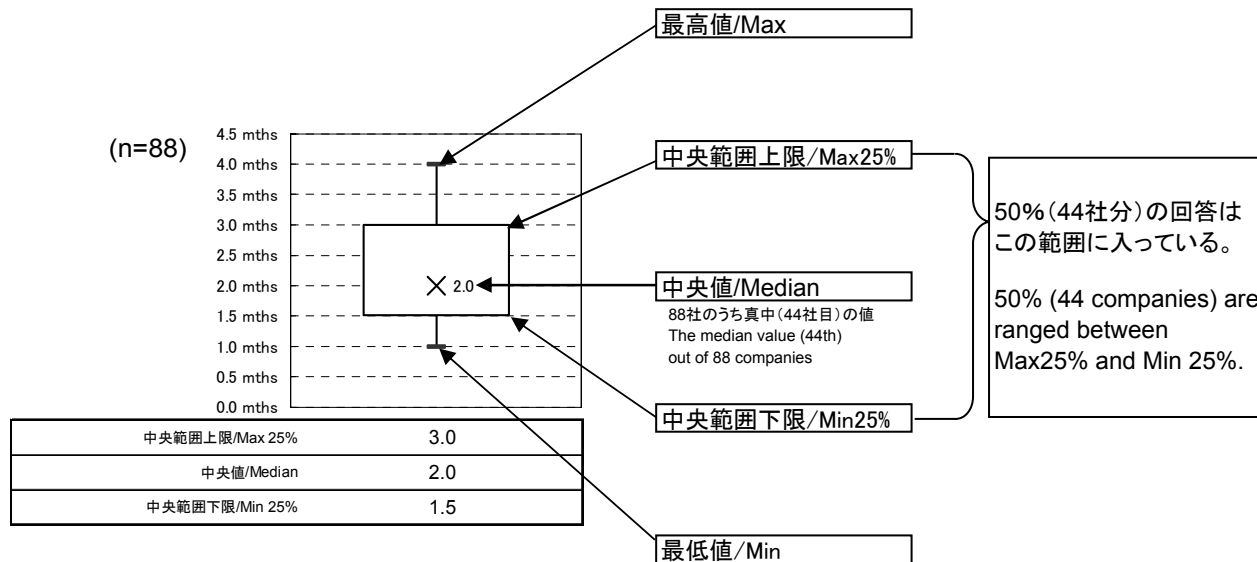 最高値/Max
(n=88)
4.5 mths
4.0 mths
3.5 mths
3.0 mths
2.5 mths
2.0 mths
1.5 mths
1.0 mths
0.5 mths
0.0 mths
2.0
中央範囲上限/Max25%
中央値/Median
88社のうち真中(44社目)の値
The median value (44th)
out of 88 companies
中央範囲下限/Min25%
50%(44社分)の回答は
この範囲に入っている。
50% (44 companies) are
ranged between
Max25% and Min 25%.
中央範囲上限/Max 25% 3.0
中央値/Median 2.0
中央範囲下限/Min 25% 1.5
最低値/Min